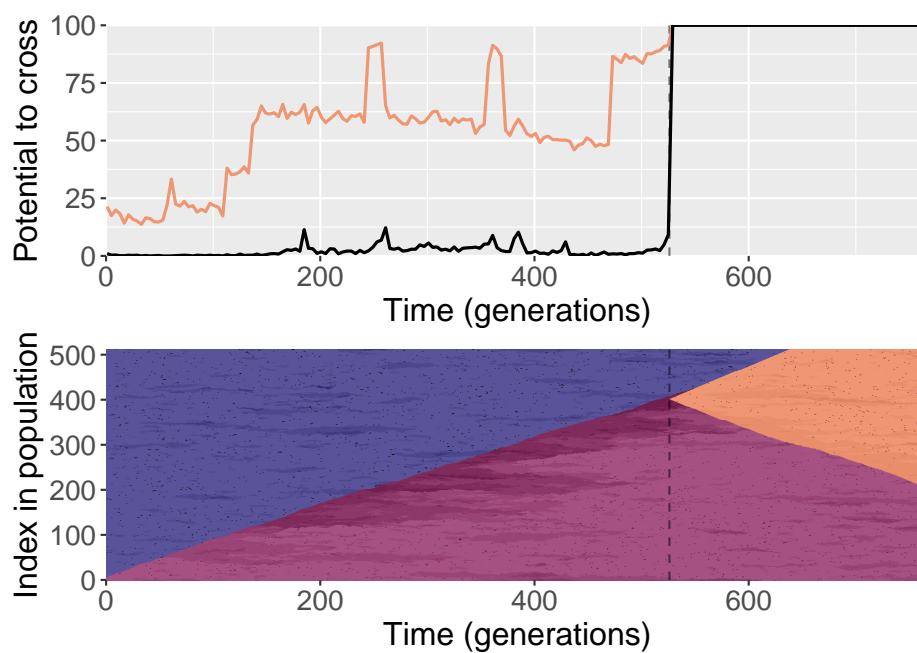 Potential to cross
100
75
50
25
0
0 200 400 600
Time (generations)
Index in population
500
400
300
200
100
0
0 200 400 600
Time (generations)